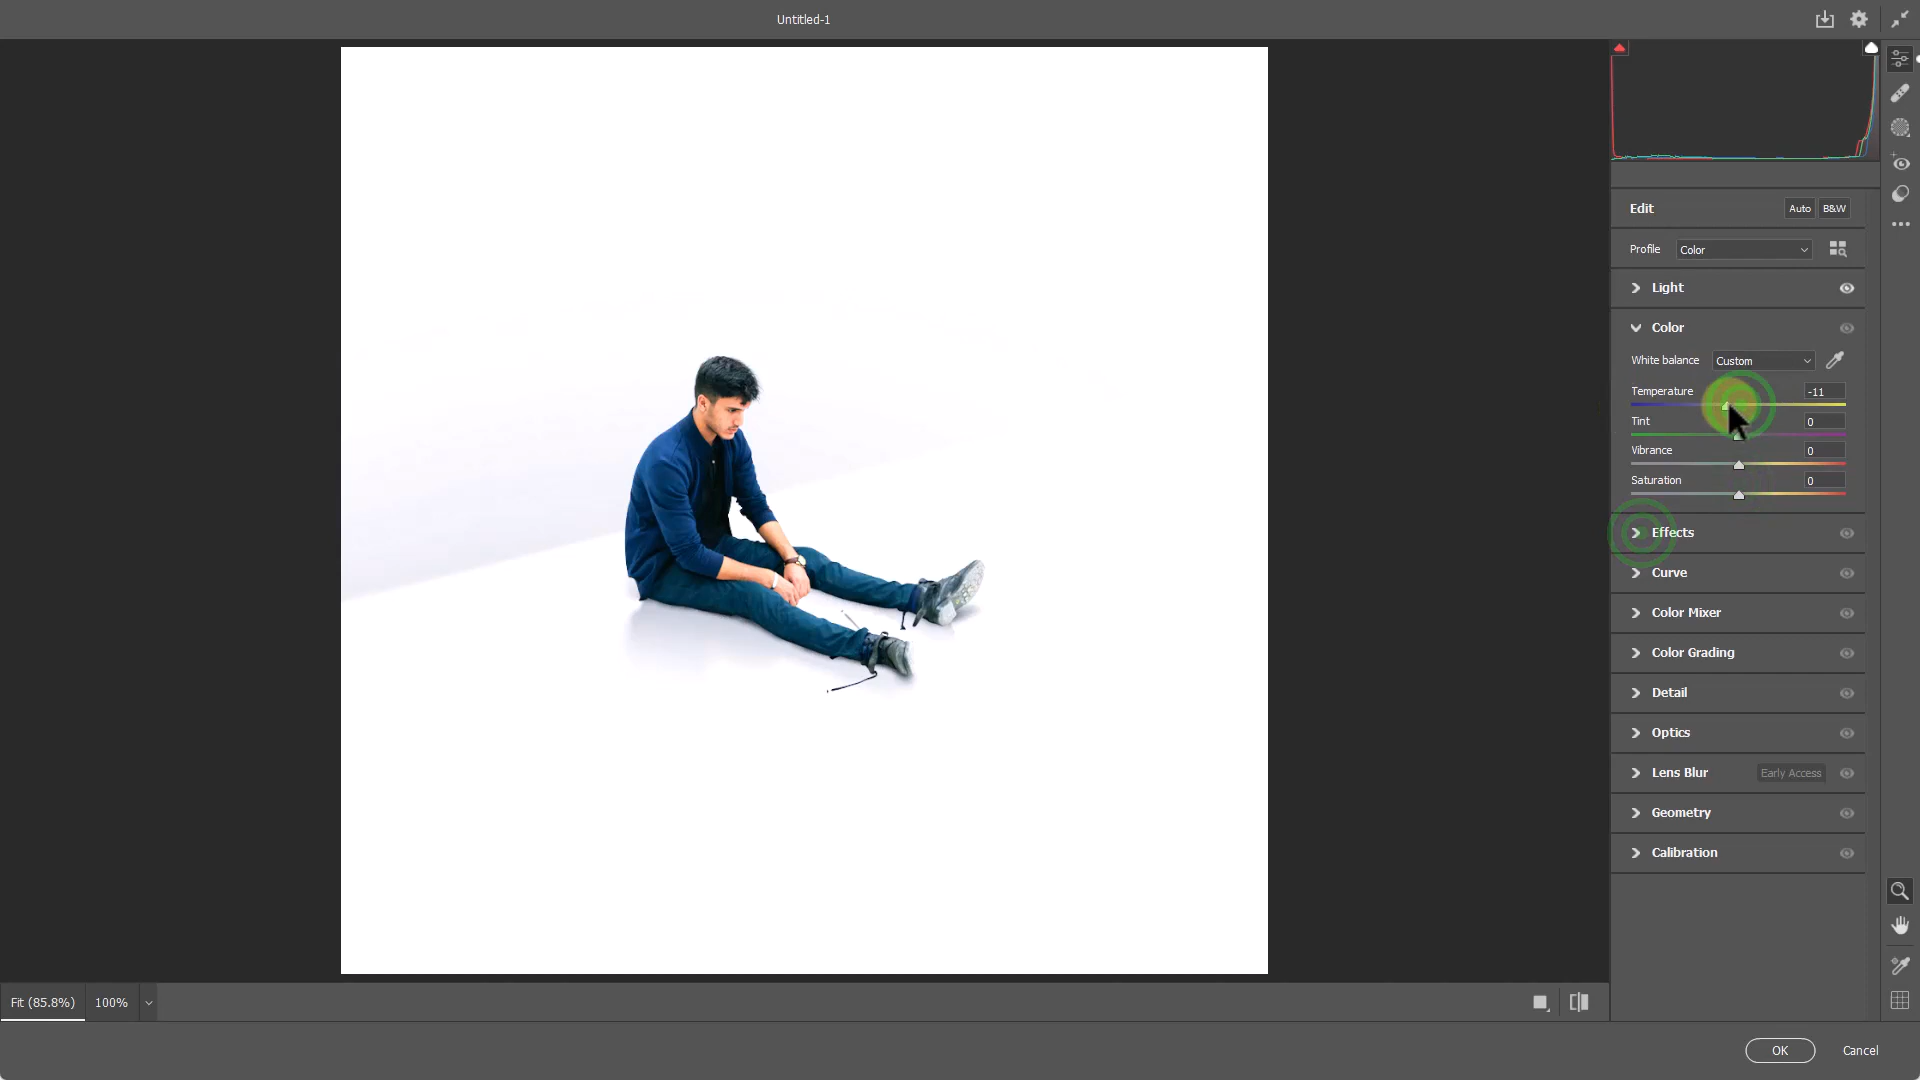 Untitled-1
Edit
Auto
B&W
Profile
Color
Light
Color
White balance
Custom
Temperature
-11
Tint
0
Vibrance
0
Saturation
0
Effects
Curve
Color Mixer
Color Grading
Detail
Optics
Lens Blur
Early Access
Geometry
Calibration
Fit (85.8%)
100%
OK
Cancel